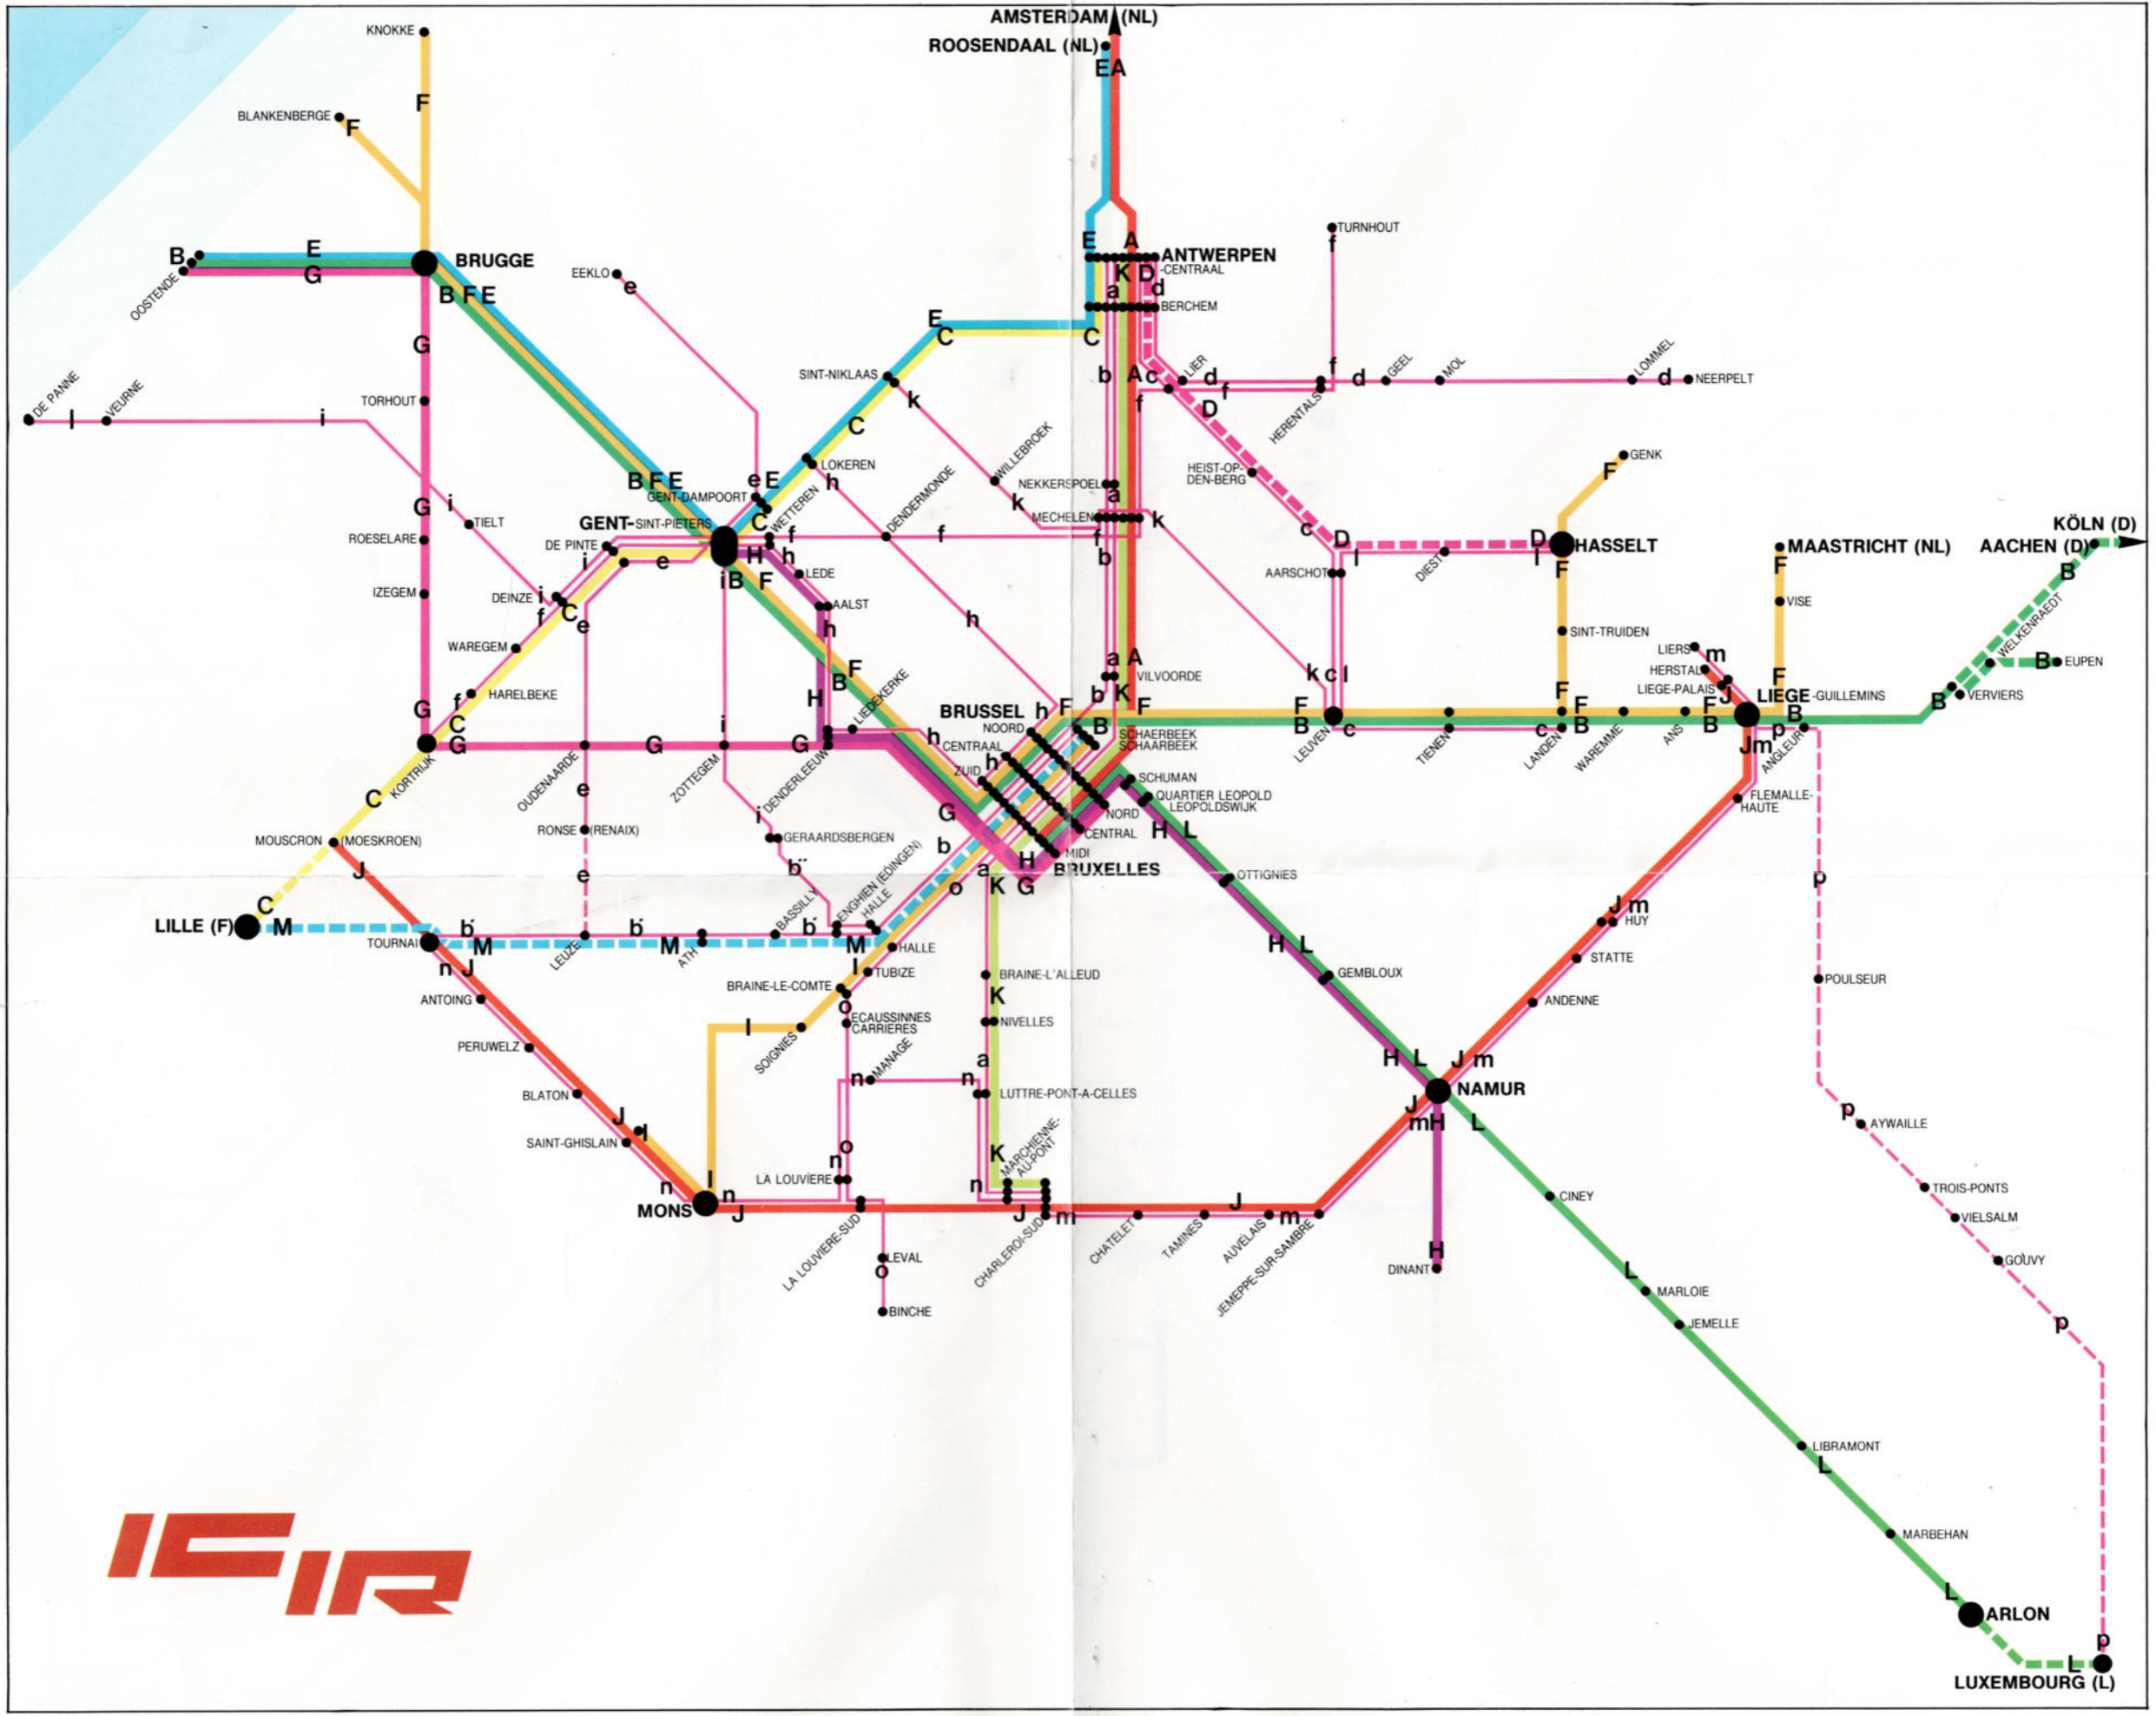 AMSTERDAM (NL)
ROOSENDAAL (NL)
E A
KNOKKE
F
BLANKENBERGE
F
B
E
G
OOSTENDE
BRUGGE
B F E
EEKLO
e
E
A
ANTWERPEN
-CENTRAAL
K D
a
d
BERCHEM
TURNHOUT
f
E
C
C
G
SINT-NIKLAAS
k
b
A
c
LIER
d
f
f
d
GEEL
MOL
LOMMEL
d
NEERPELT
DE PANNE
l
VEURNE
i
TORHOUT
C
f
D
HERENTALS
WILLEBROEK
LOKEREN
h
HEIST-OP-
DEN-BERG
GENK
F
B F E
e E
GENT-DAMPOORT
C
WETTEREN
DENDERMONDE
NEKKERSPOEL
a
k
MECHELEN
k
G
i
TIELT
GENT-SINT-PIETERS
f
f
f
c
D
D
HASSELT
ROESELARE
DE PINTE
i
e
H
h
b
l
DIEST
l
F
MAASTRICHT (NL)
F
KÖLN (D)
AACHEN (D)
B
AARSCHOT
IZEGEM
DEINZE
i
f
C
e
i B F
LEDE
AALST
h
h
VISE
SINT-TRUIDEN
WELKENRAEDT
WAREGEM
a A
LIERS
m
HERSTAL
B
EUPEN
F
B
VILVOORDE
k c l
F
LIEGE-PALAIS
J
F
HARELBEKE
H
LIEDEKERKE
b K
F
F
B
F
B
F
B
LIEGE-GUILLEMINS
B
B
VERVIERS
G
f
C
G
i
G
G
h
BRUSSEL
NOORD
h
F
B
SCHAERBEEK
SCHAARBEEK
c
c
LEUVEN
TIENEN
LANDEN
WAREMME
ANS
J m
p
ANGLEUR
CENTRAAL
h
ZUID
KORTRIJK
OUDENAARDE
ZOTTEGEM
DENDERLEEUW
SCHUMAN
QUARTIER LEOPOLD
LEOPOLDSWIJK
NORD
CENTRAL
MIDI
BRUXELLES
H L
FLEMALLE-
HAUTE
C
e
i
G
MOUSCRON
(MOESKROEN)
RONSE
(RENAIX)
GERAARDSBERGEN
b
H
G
J
e
b"
a
K
o
OTTIGNIES
p
C
LILLE (F)
M
b'
M
b'
M
b'
M
BASSILLY
ENGHIEN (EDINGEN)
HALLE
TOURNAI
LEUZE
ATH
HALLE
J m
HUY
H L
n J
l
TUBIZE
BRAINE-L'ALLEUD
GEMBLOUX
STATTE
POULSEUR
ANTOING
BRAINE-LE-COMTE
o
K
ANDENNE
ECAUSSINNES
CARRIERES
NIVELLES
PERUWELZ
l
SOIGNIES
MANAGE
n
n
a
H L
J m
BLATON
LUTTRE-PONT-A-CELLES
NAMUR
J
m H
L
p
AYWAILLE
J
l
SAINT-GHISLAIN
o
n
K
MARCHIENNE-
AU-PONT
LA LOUVIERE
n
l
n
n
MONS
J
J
m
J
m
CINEY
TROIS-PONTS
VIELSALM
LA LOUVIERE-SUD
CHARLEROI-SUD
CHATELET
TAMINES
AUVELAIS
JEMEPPE-SUR-SAMBRE
LEVAL
o
BINCHE
H
DINANT
GOUVY
L
MARLOIE
JEMELLE
p
LIBRAMONT
L
MARBEHAN
L
ARLON
p
L
LUXEMBOURG (L)
IC IR